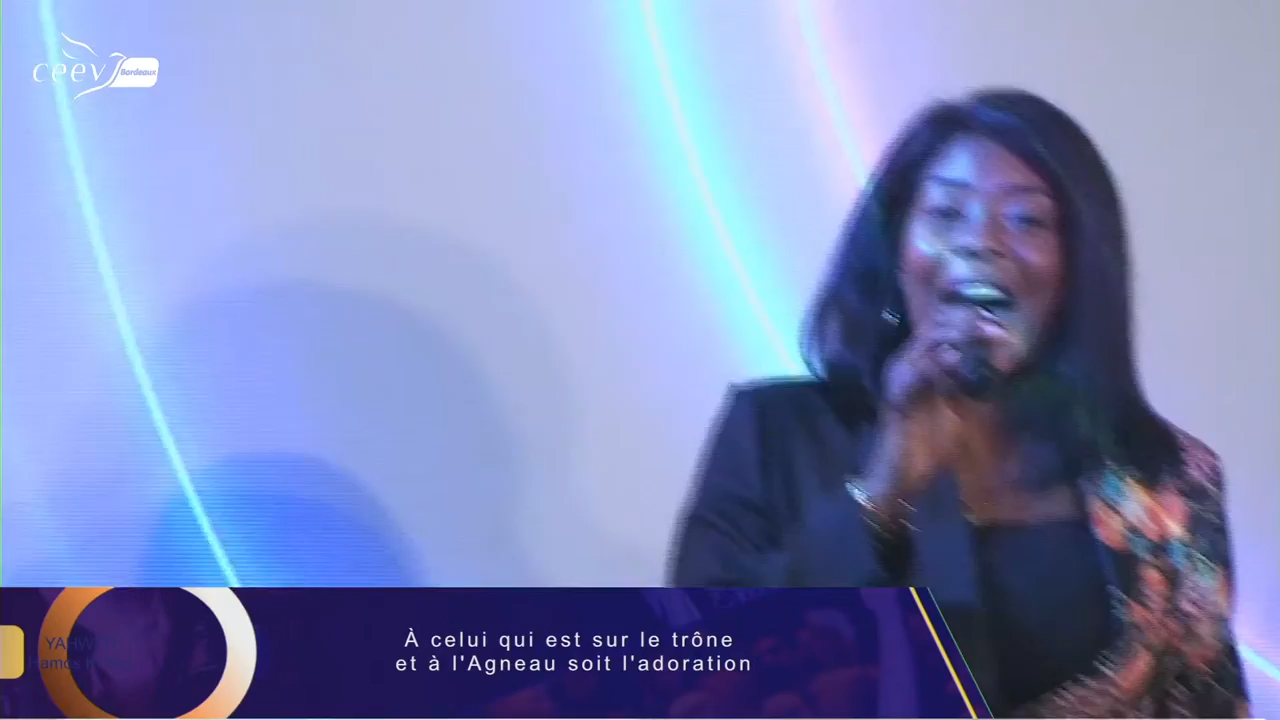 ceev Bordeaux
À celui qui est sur le trône
et à l'Agneau soit l'adoration